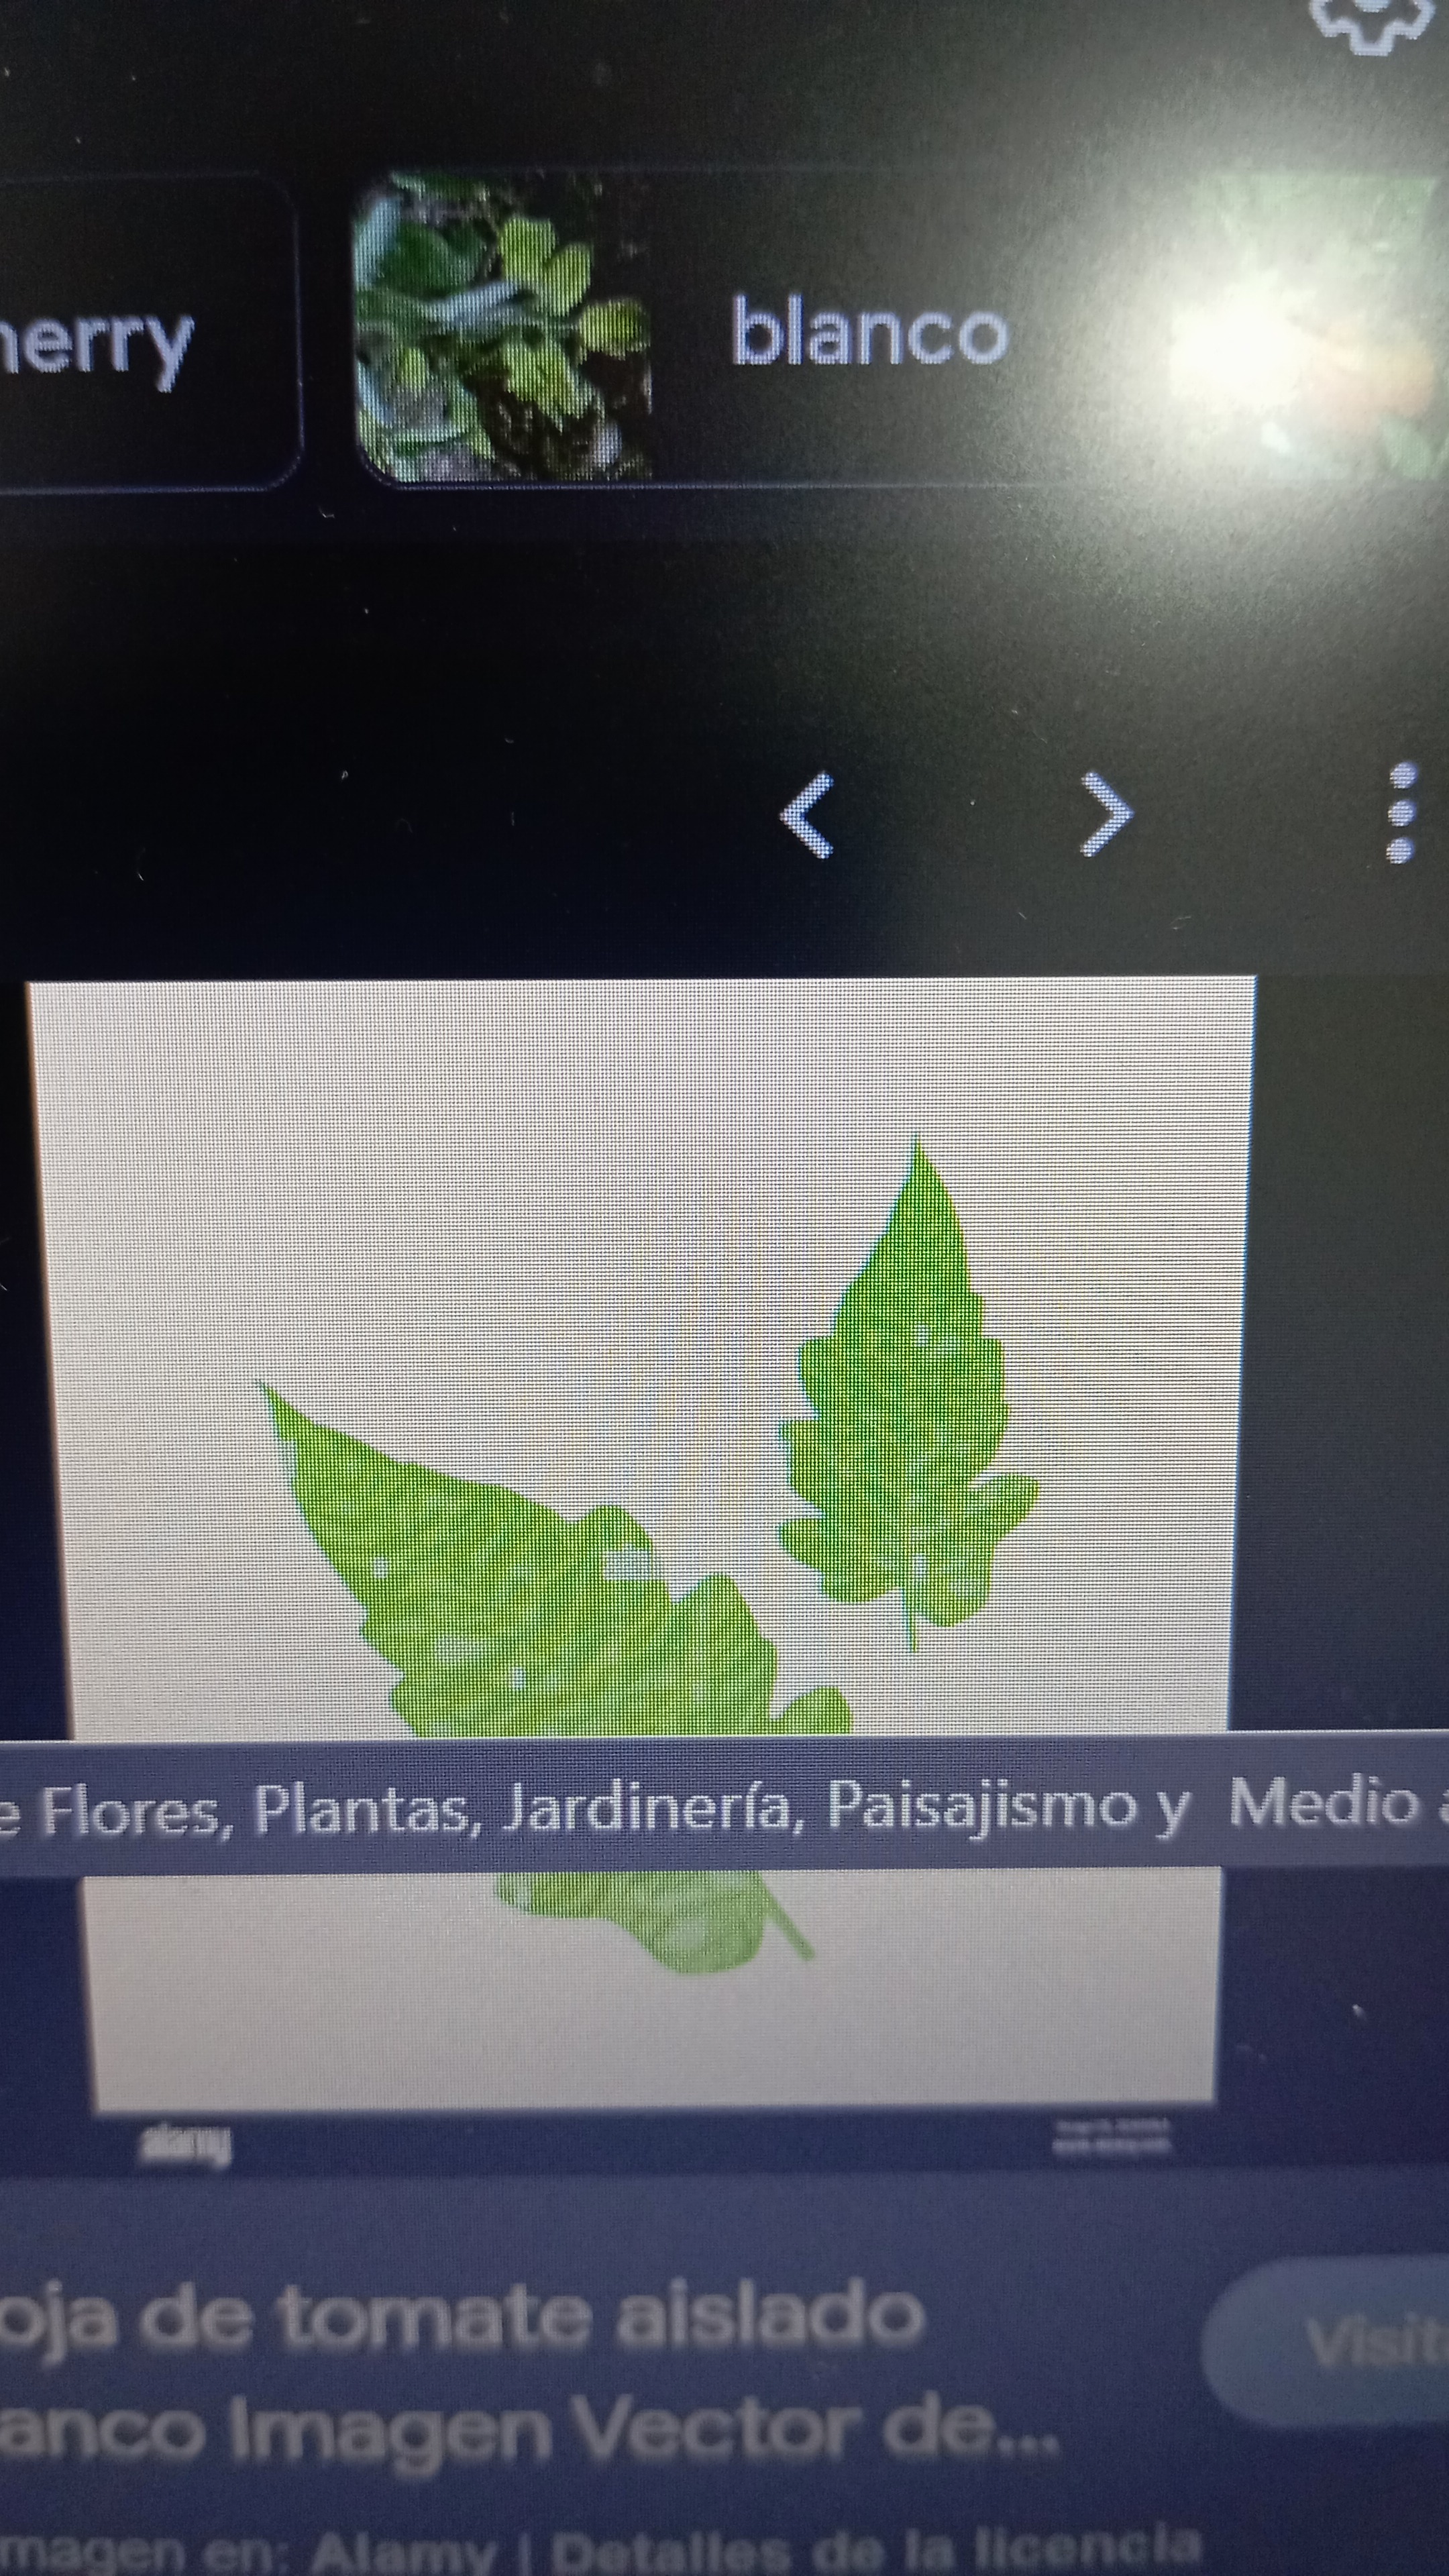 herry
blanco
e Flores, Plantas, Jardinería, Paisajismo y Medio a
alamy
oja de tomate aislado
Visit
anco Imagen Vector de...
magen en: Alamy | Detalles de la licencia